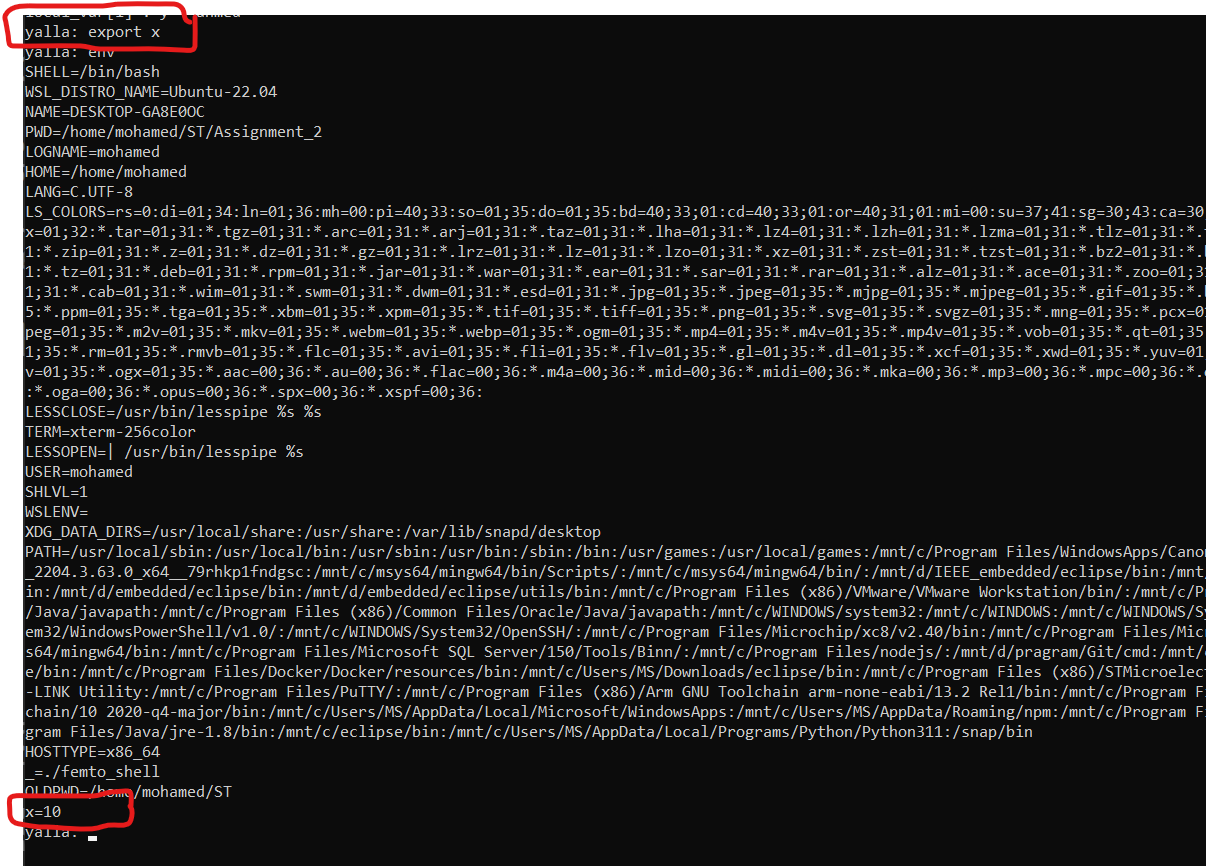 local_var[1] : y
yalla: export x
yalla: env
SHELL=/bin/bash
WSL_DISTRO_NAME=Ubuntu-22.04
NAME=DESKTOP-GA8E0OC
PWD=/home/mohamed/ST/Assignment_2
LOGNAME=mohamed
HOME=/home/mohamed
LANG=C.UTF-8
LS_COLORS=rs=0:di=01;34:ln=01;36:mh=00:pi=40;33:so=01;35:do=01;35:bd=40;33;01:cd=40;33;01:or=40;31;01:mi=00:su=37;41:sg=30;43:ca=30
x=01;32:*.tar=01;31:*.tgz=01;31:*.arc=01;31:*.arj=01;31:*.taz=01;31:*.lha=01;31:*.lz4=01;31:*.lzh=01;31:*.lzma=01;31:*.tlz=01;31:*.
1:*.zip=01;31:*.z=01;31:*.dz=01;31:*.gz=01;31:*.lrz=01;31:*.lz=01;31:*.lzo=01;31:*.xz=01;31:*.zst=01;31:*.tzst=01;31:*.bz2=01;31:*.
1:*.tz=01;31:*.deb=01;31:*.rpm=01;31:*.jar=01;31:*.war=01;31:*.ear=01;31:*.sar=01;31:*.rar=01;31:*.alz=01;31:*.ace=01;31:*.zoo=01;3
1;31:*.cab=01;31:*.wim=01;31:*.swm=01;31:*.dwm=01;31:*.esd=01;31:*.jpg=01;35:*.jpeg=01;35:*.mjpg=01;35:*.mjpeg=01;35:*.gif=01;35:*.
5:*.ppm=01;35:*.tga=01;35:*.xbm=01;35:*.xpm=01;35:*.tif=01;35:*.tiff=01;35:*.png=01;35:*.svg=01;35:*.svgz=01;35:*.mng=01;35:*.pcx=0
peg=01;35:*.m2v=01;35:*.mkv=01;35:*.webm=01;35:*.webp=01;35:*.ogm=01;35:*.mp4=01;35:*.m4v=01;35:*.mp4v=01;35:*.vob=01;35:*.qt=01;35
1;35:*.rm=01;35:*.rmvb=01;35:*.flc=01;35:*.avi=01;35:*.fli=01;35:*.flv=01;35:*.gl=01;35:*.dl=01;35:*.xcf=01;35:*.xwd=01;35:*.yuv=01
v=01;35:*.ogx=01;35:*.aac=00;36:*.au=00;36:*.flac=00;36:*.m4a=00;36:*.mid=00;36:*.midi=00;36:*.mka=00;36:*.mp3=00;36:*.mpc=00;36:*.
:*.oga=00;36:*.opus=00;36:*.spx=00;36:*.xspf=00;36:
LESSCLOSE=/usr/bin/lesspipe %s %s
TERM=xterm-256color
LESSOPEN=| /usr/bin/lesspipe %s
USER=mohamed
SHLVL=1
WSLENV=
XDG_DATA_DIRS=/usr/local/share:/usr/share:/var/lib/snapd/desktop
PATH=/usr/local/sbin:/usr/local/bin:/usr/sbin:/usr/bin:/sbin:/bin:/usr/games:/usr/local/games:/mnt/c/Program Files/WindowsApps/Cano
_2204.3.63.0_x64__79rhkp1fndgsc:/mnt/c/msys64/mingw64/bin/Scripts/:/mnt/c/msys64/mingw64/bin/:/mnt/d/IEEE_embedded/eclipse/bin:/mnt
in:/mnt/d/embedded/eclipse/bin:/mnt/d/embedded/eclipse/utils/bin:/mnt/c/Program Files (x86)/VMware/VMware Workstation/bin/:/mnt/c/P
/Java/javapath:/mnt/c/Program Files (x86)/Common Files/Oracle/Java/javapath:/mnt/c/WINDOWS/system32:/mnt/c/WINDOWS:/mnt/c/WINDOWS/S
em32/WindowsPowerShell/v1.0/:/mnt/c/WINDOWS/System32/OpenSSH/:/mnt/c/Program Files/Microchip/xc8/v2.40/bin:/mnt/c/Program Files/Mic
s64/mingw64/bin:/mnt/c/Program Files/Microsoft SQL Server/150/Tools/Binn/:/mnt/c/Program Files/nodejs/:/mnt/d/pragram/Git/cmd:/mnt/
e/bin:/mnt/c/Program Files/Docker/Docker/resources/bin:/mnt/c/Users/MS/Downloads/eclipse/bin:/mnt/c/Program Files (x86)/STMicroelect
-LINK Utility:/mnt/c/Program Files/PuTTY/:/mnt/c/Program Files (x86)/Arm GNU Toolchain arm-none-eabi/13.2 Rel1/bin:/mnt/c/Program F
chain/10 2020-q4-major/bin:/mnt/c/Users/MS/AppData/Local/Microsoft/WindowsApps:/mnt/c/Users/MS/AppData/Roaming/npm:/mnt/c/Program F
gram Files/Java/jre-1.8/bin:/mnt/c/eclipse/bin:/mnt/c/Users/MS/AppData/Local/Programs/Python/Python311:/snap/bin
HOSTTYPE=x86_64
_=./femto_shell
OLDPWD=/home/mohamed/ST
x=10
yalla: